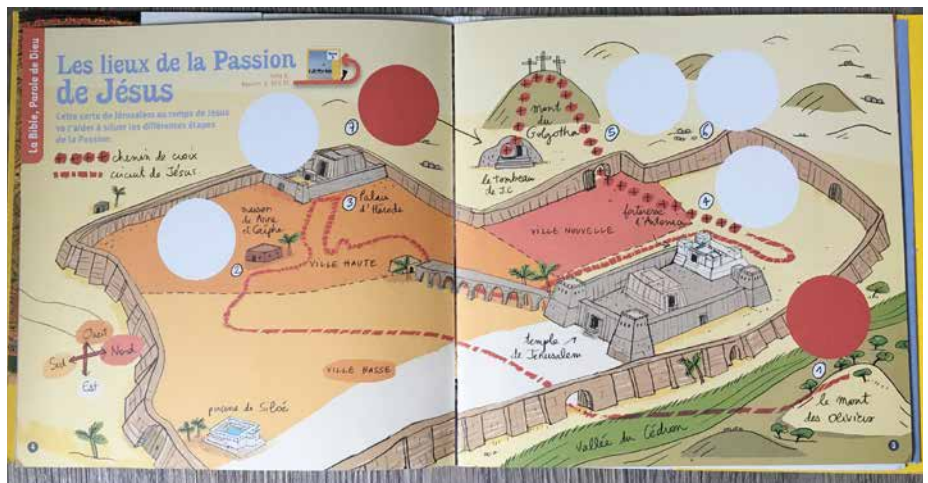 La Bible, Parole de Dieu
Les lieux de la Passion
de Jésus
Cette carte de Jérusalem au temps de Jésus
va t'aider à situer les différentes étapes
de la Passion.
chemin de croix
circuit de Jésus
7
mont
du
Golgotha
5
6
le tombeau
de J.C
maison
de Anne
et Caïphe
3
Palais
d'Hérode
4
forteresse
l'Antonia
VILLE NOUVELLE
2
VILLE HAUTE
Ouest
Sud
Nord
Est
temple
de Jérusalem
1
VILLE BASSE
le mont
des Oliviers
piscine de Siloé
Vallée du Cédron